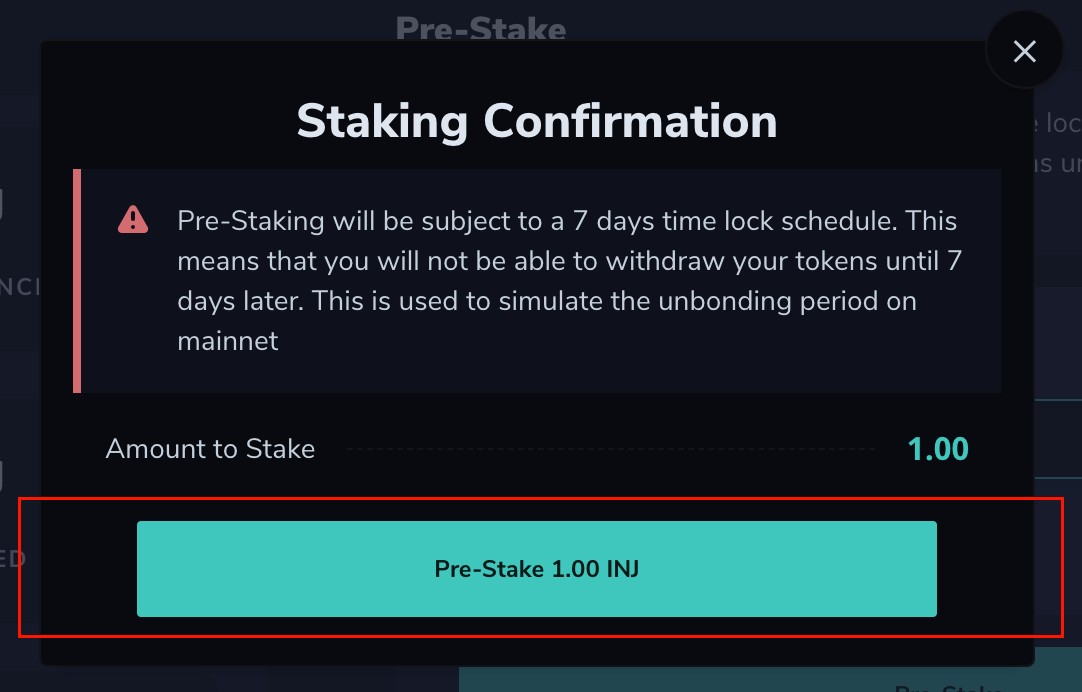 Pre-Stake
Staking Confirmation
Pre-Staking will be subject to a 7 days time lock schedule. This
means that you will not be able to withdraw your tokens until 7
days later. This is used to simulate the unbonding period on
mainnet
Amount to Stake 1.00
Pre-Stake 1.00 INJ